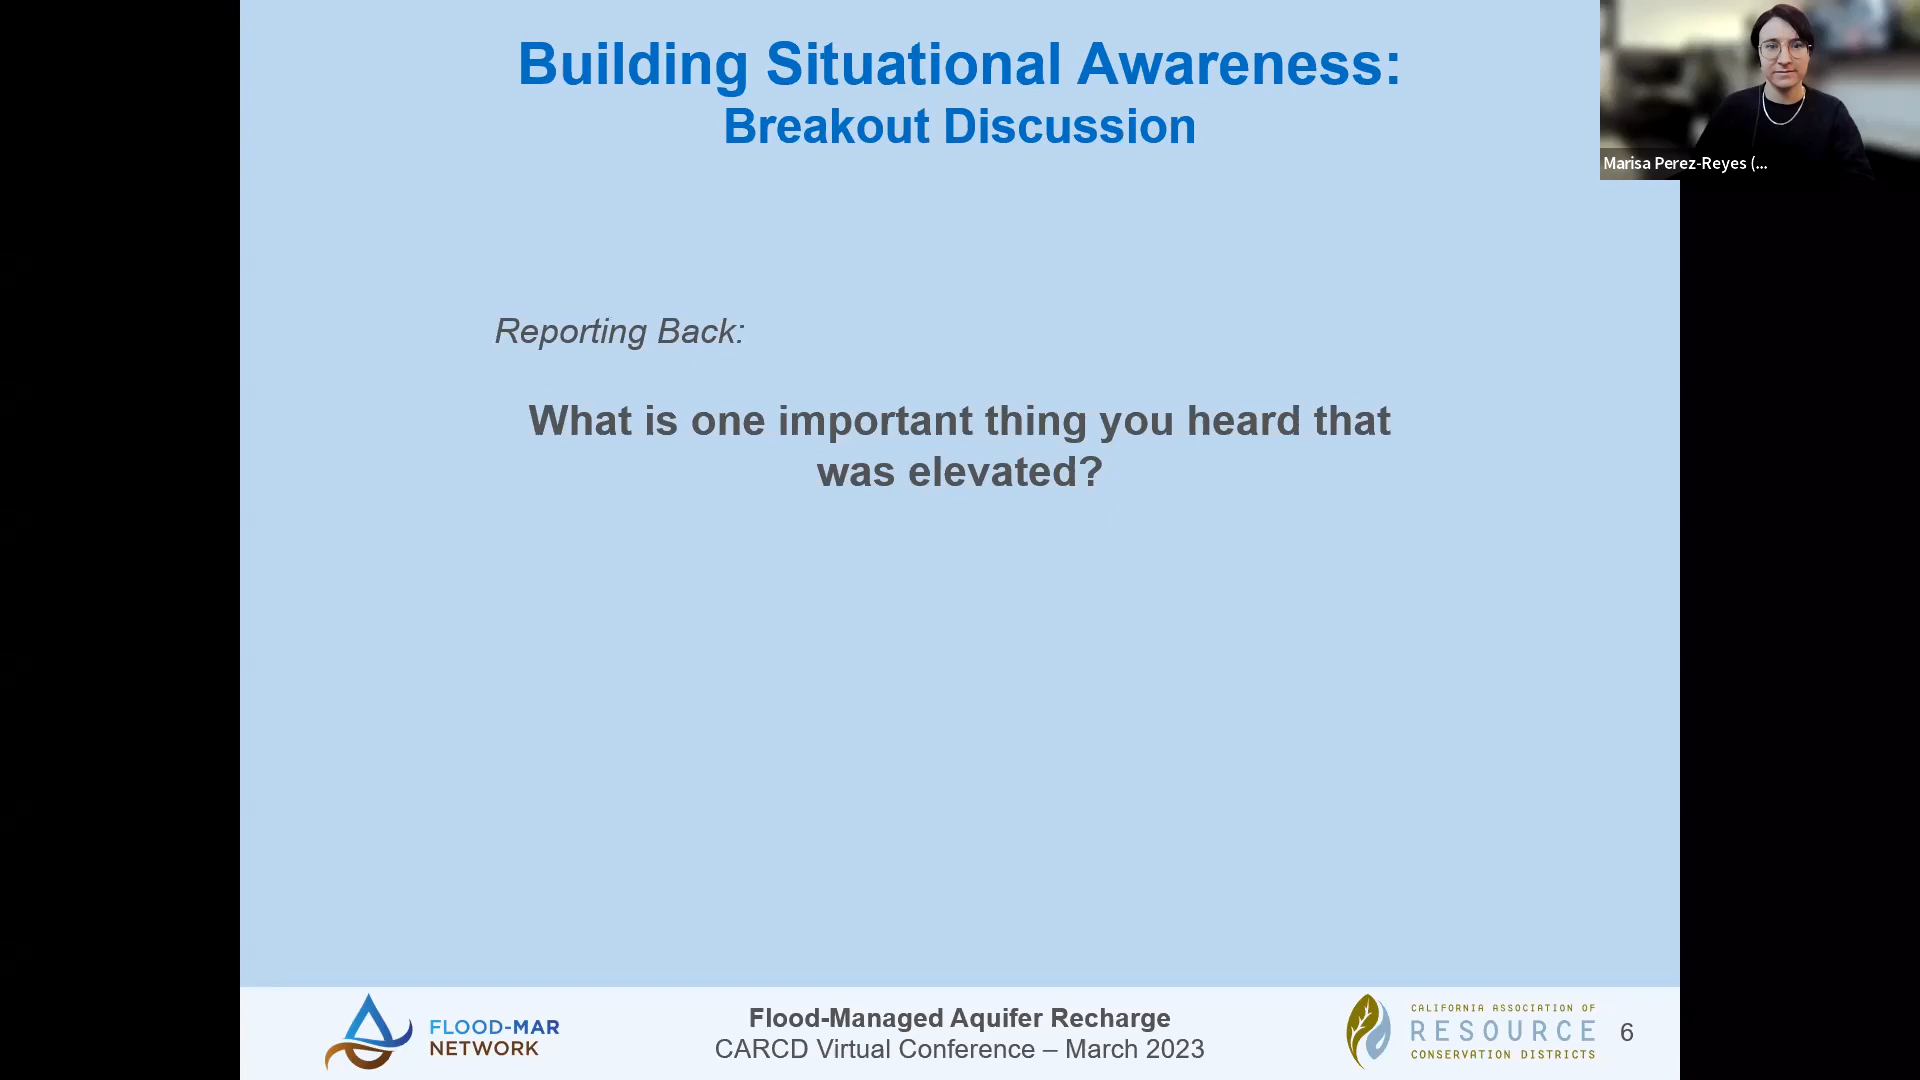 Building Situational Awareness:
Breakout Discussion
Marisa Perez-Reyes (...
Reporting Back:
What is one important thing you heard that
was elevated?
FLOOD-MAR
NETWORK
Flood-Managed Aquifer Recharge
CARCD Virtual Conference – March 2023
CALIFORNIA ASSOCIATION OF
RESOURCE
CONSERVATION DISTRICTS
6